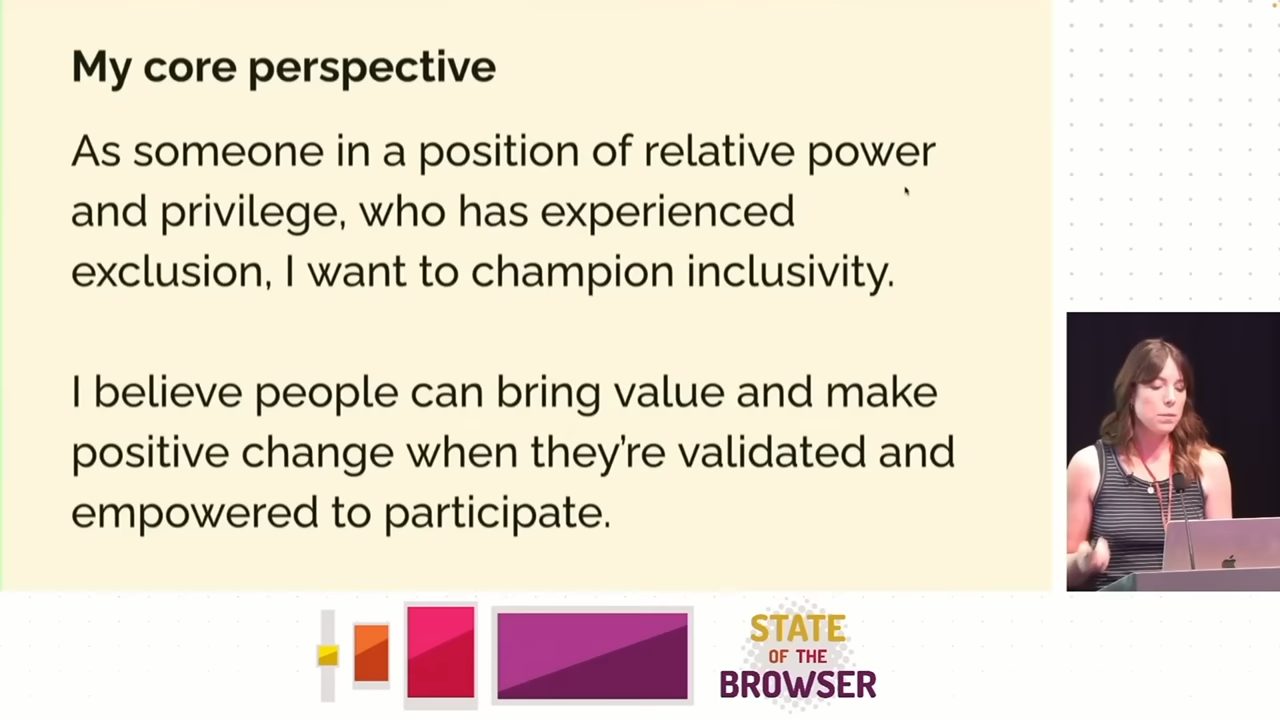 My core perspective
As someone in a position of relative power
and privilege, who has experienced
exclusion, I want to champion inclusivity.
I believe people can bring value and make
positive change when they’re validated and
empowered to participate.
STATE
OF THE
BROWSER